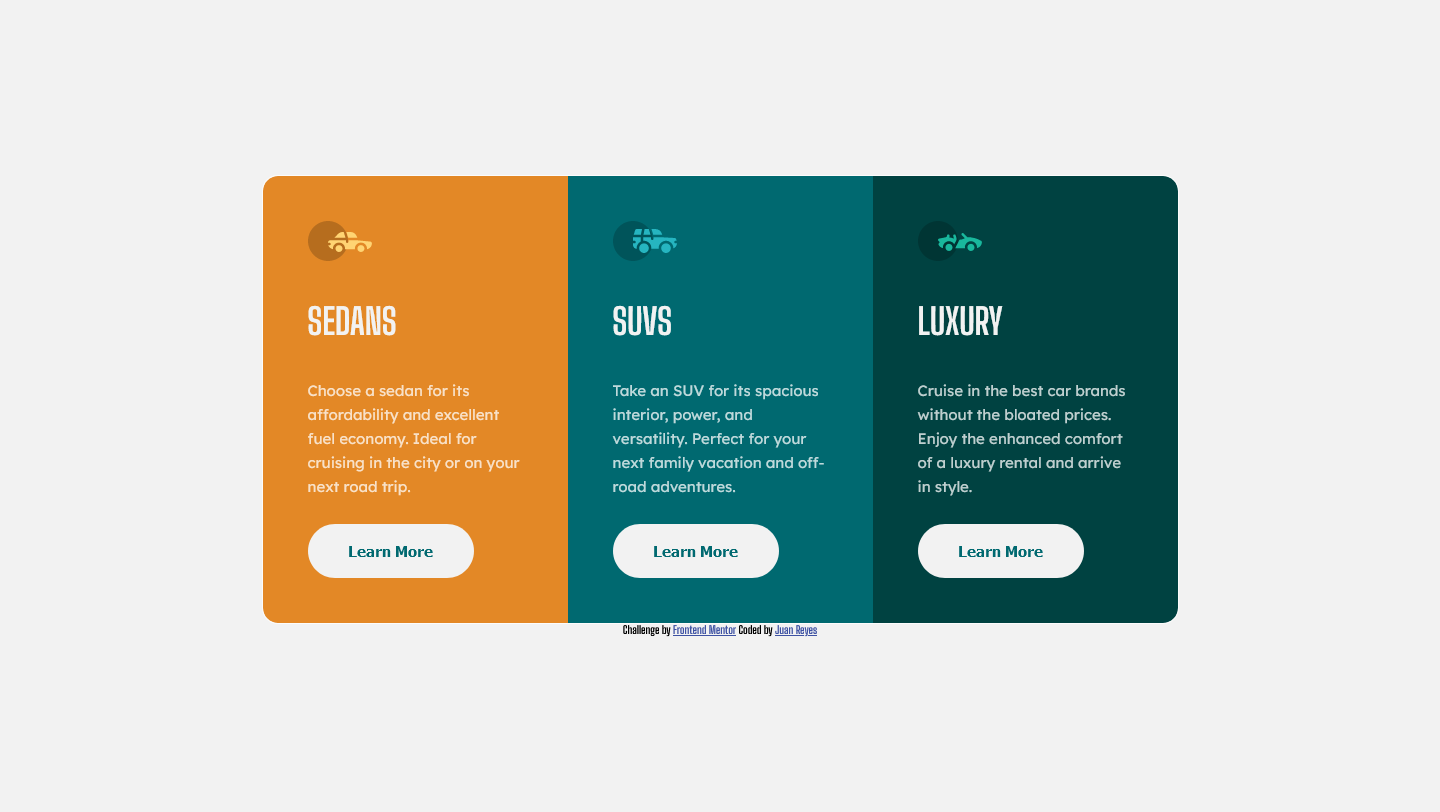 SEDANS
Choose a sedan for its
affordability and excellent
fuel economy. Ideal for
cruising in the city or on your
next road trip.
Learn More
SUVS
Take an SUV for its spacious
interior, power, and
versatility. Perfect for your
next family vacation and off-
road adventures.
Learn More
LUXURY
Cruise in the best car brands
without the bloated prices.
Enjoy the enhanced comfort
of a luxury rental and arrive
in style.
Learn More
Challenge by Frontend Mentor Coded by Juan Reyes